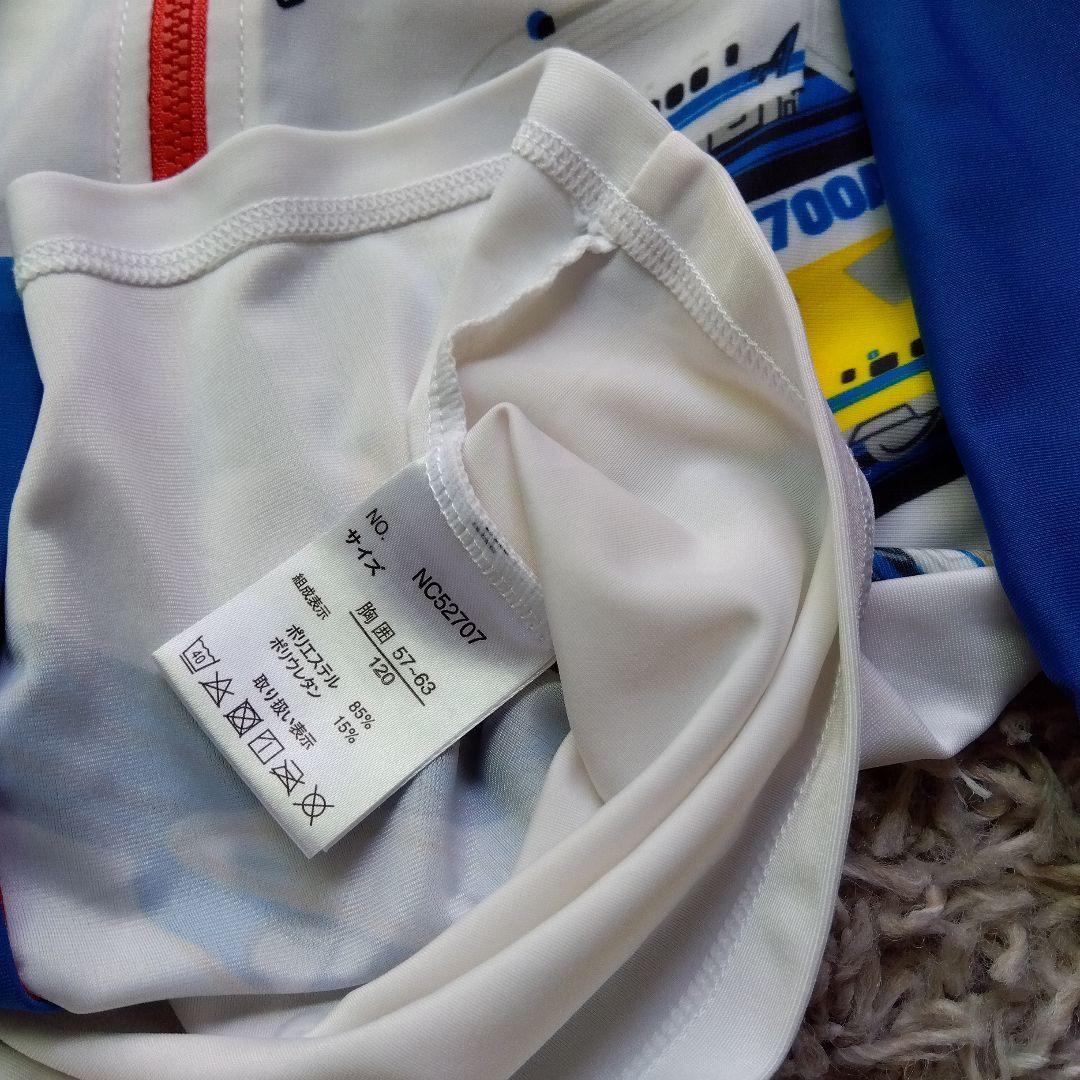 700
NO. NC52707
サイズ 胸囲 57~63
120
組成表示
ポリエステル 85%
ポリウレタン 15%
取り扱い表示
40